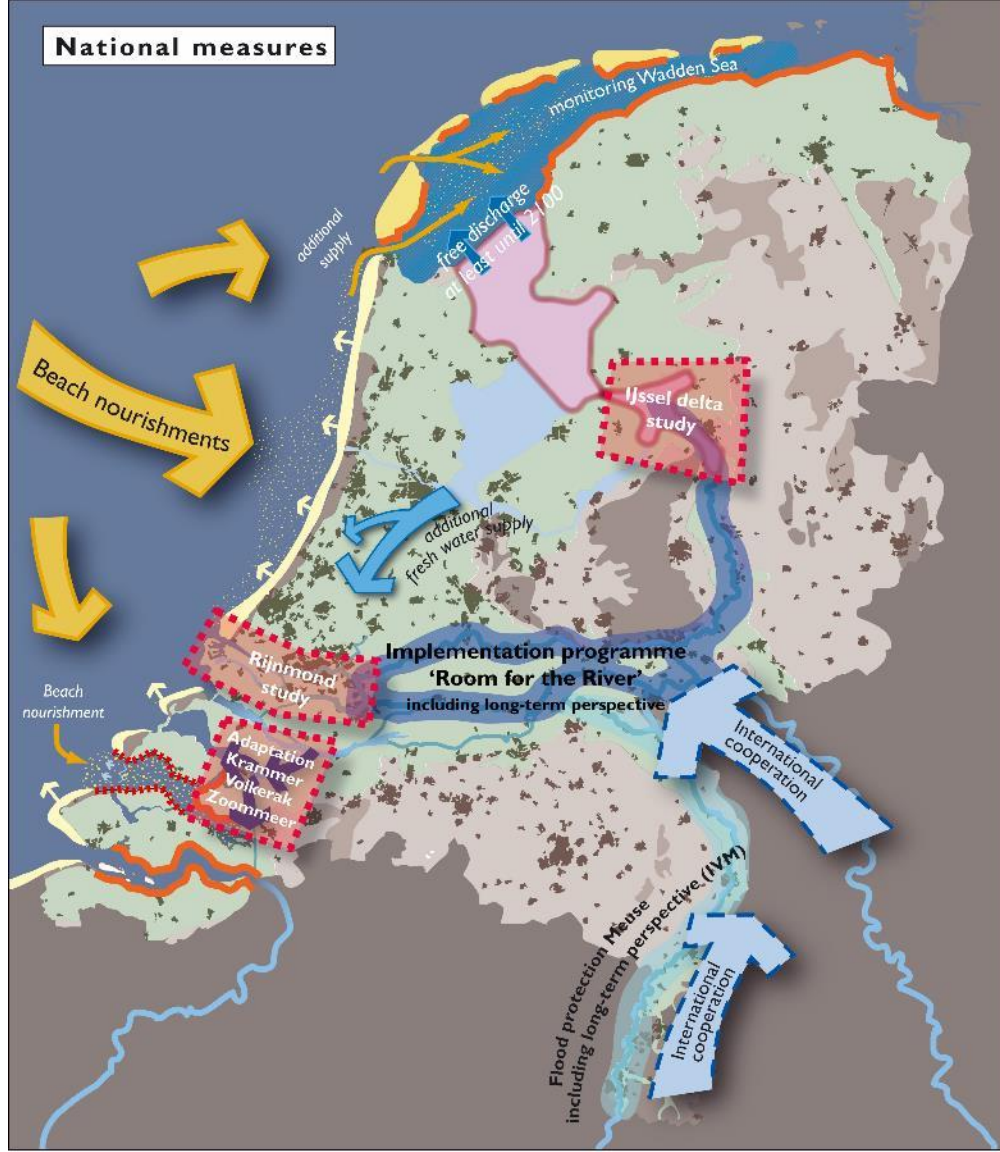 National measures
monitoring Wadden Sea
additional
supply
free discharge
at least until 2100
Beach nourishments
IJssel delta
study
additional
fresh water supply
Implementation programme
'Room for the River'
including long-term perspective
Rijnmond
study
Beach
nourishment
Adaptation
Krammer
Volkerak
Zoommeer
International
cooperation
Flood protection Meuse
including long-term perspective (IVM)
International
cooperation